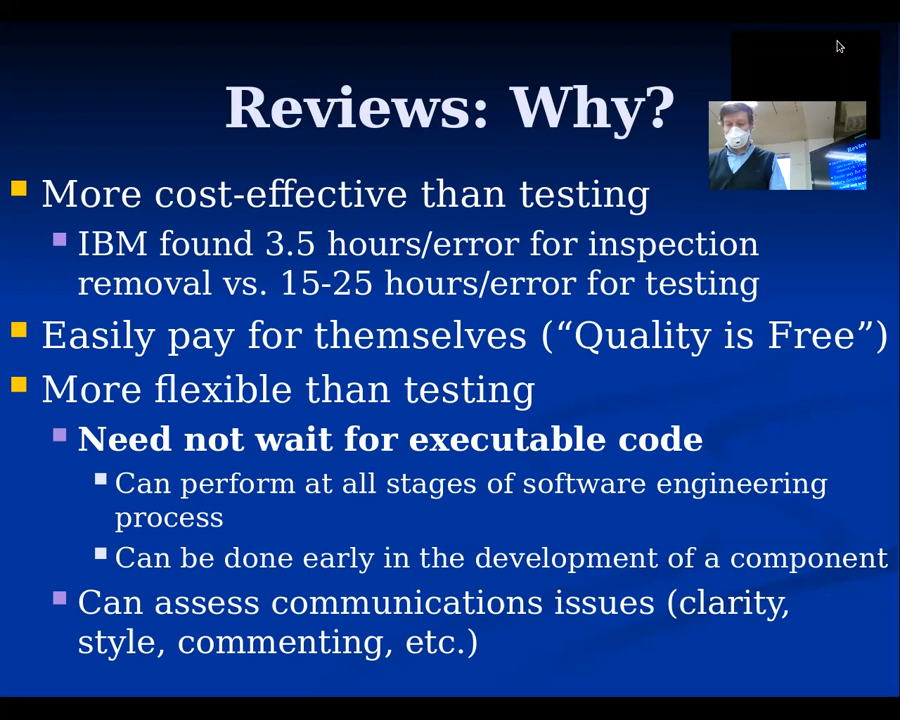 Reviews: Why?
More cost-effective than testing
IBM found 3.5 hours/error for inspection
removal vs. 15-25 hours/error for testing
Easily pay for themselves (“Quality is Free”)
More flexible than testing
Need not wait for executable code
Can perform at all stages of software engineering
process
Can be done early in the development of a component
Can assess communications issues (clarity,
style, commenting, etc.)